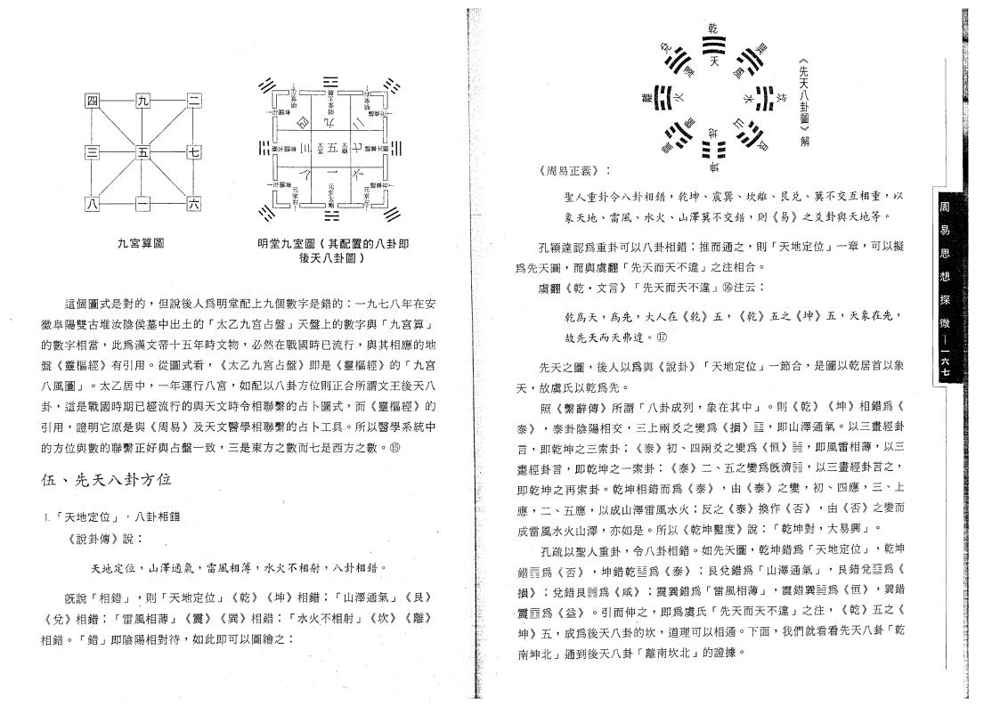 四 九 二
三 五 七
八 一 六
九宮算圖
四 九 二
三 五 七
八 一 六
明堂九室圖(其配置的八卦即
後天八卦圖)
這個圖式是對的,但說後人爲明堂配上九個數字是錯的:一九七八年在安
徽阜陽雙古堆汝陰侯墓中出土的「太乙九宮占盤」天盤上的數字與「九宮算」
的數字相當,此爲漢文帝十五年時文物,必然在戰國時已流行,與其相應的地
盤《靈樞經》有引用。從圖式看,《太乙九宮占盤》即是《靈樞經》的「九宮
八風圖」。太乙居中,一年運行八宮,如配以八卦方位則正合所謂文王後天八
卦,這是戰國時期已經流行的與天文時令相聯繫的占卜圖式,而《靈樞經》的
引用,證明它原是與《周易》及天文醫學相聯繫的占卜工具。所以醫學系統中
的方位與數的聯繫正好與占盤一致,三是東方之數而七是西方之數。⑮
伍、先天八卦方位
1.「天地定位」,八卦相錯
《說卦傳》說:
天地定位,山澤通氣,雷風相薄,水火不相射,八卦相錯。
旣說「相錯」,則「天地定位」《乾》《坤》相錯;「山澤通氣」《艮》
《兌》相錯;「雷風相薄」《震》《巽》相錯;「水火不相射」《坎》《離》
相錯。「錯」即陰陽相對待,如此即可以圖繪之:
乾 天
兌 澤
巽 風
離 火
坎 水
震 雷
艮 山
地 坤
《先天八卦圖》解
《周易正義》:
聖人重卦令八卦相錯,乾坤、震巽、坎離、艮兌、莫不交互相重,以
象天地、雷風、水火、山澤莫不交錯,則《易》之爻卦與天地等。
孔穎達認爲重卦可以八卦相錯;推而通之,則「天地定位」一章,可以擬
爲先天圖,而與虞翻「先天而天不違」之注相合。
虞翻《乾・文言》「先天而天不違」⑯注云:
乾爲天,爲先,大人在《乾》五,《乾》五之《坤》五,天象在先,
故先天而天弗違。⑰
先天之圖,後人以爲與《說卦》「天地定位」一節合,是圖以乾居首以象
天,故虞氏以乾爲先。
照《繫辭傳》所謂「八卦成列,象在其中」。則《乾》《坤》相錯爲《
泰》,泰卦陰陽相交,三上兩爻之變爲《損》䷨,即山澤通氣。以三畫經卦
言,即乾坤之三索卦;《泰》初、四兩爻之變爲《恒》䷟,即風雷相薄,以三
畫經卦言,即乾坤之一索卦;《泰》二、五之變爲旣濟䷾,以三畫經卦言之,
即乾坤之再索卦。乾坤相錯而爲《泰》,由《泰》之變,初、四應,三、上
應,二、五應,以成山澤雷風水火;反之《泰》換作《否》,由《否》之變而
成雷風水火山澤,亦如是。所以《乾坤鑿度》說:「乾坤對,大易興」。
孔疏以聖人重卦,令八卦相錯。如先天圖,乾坤錯爲「天地定位」,乾坤
錯䷋爲《否》,坤錯乾䷊爲《泰》;艮兌錯爲「山澤通氣」,艮錯兌䷨爲《
損》;兌錯艮䷞爲《咸》;震巽錯爲「雷風相薄」,震錯巽䷟爲《恒》,巽錯
震䷩爲《益》。引而伸之,即爲虞氏「先天而天不違」之注,《乾》五之《
坤》五,成爲後天八卦的坎,道理可以相通。下面,我們就看看先天八卦「乾
南坤北」通到後天八卦「離南坎北」的證據。
周易思想探微—一六七